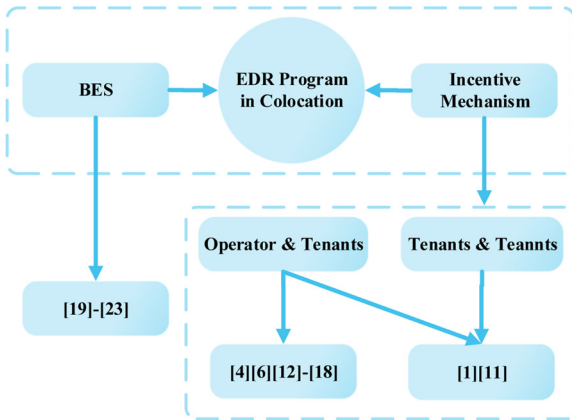 BES
EDR Program
in Colocation
Incentive
Mechanism
Operator & Tenants
Tenants & Teannts
[19]-[23]
[4][6][12]-[18]
[1][11]